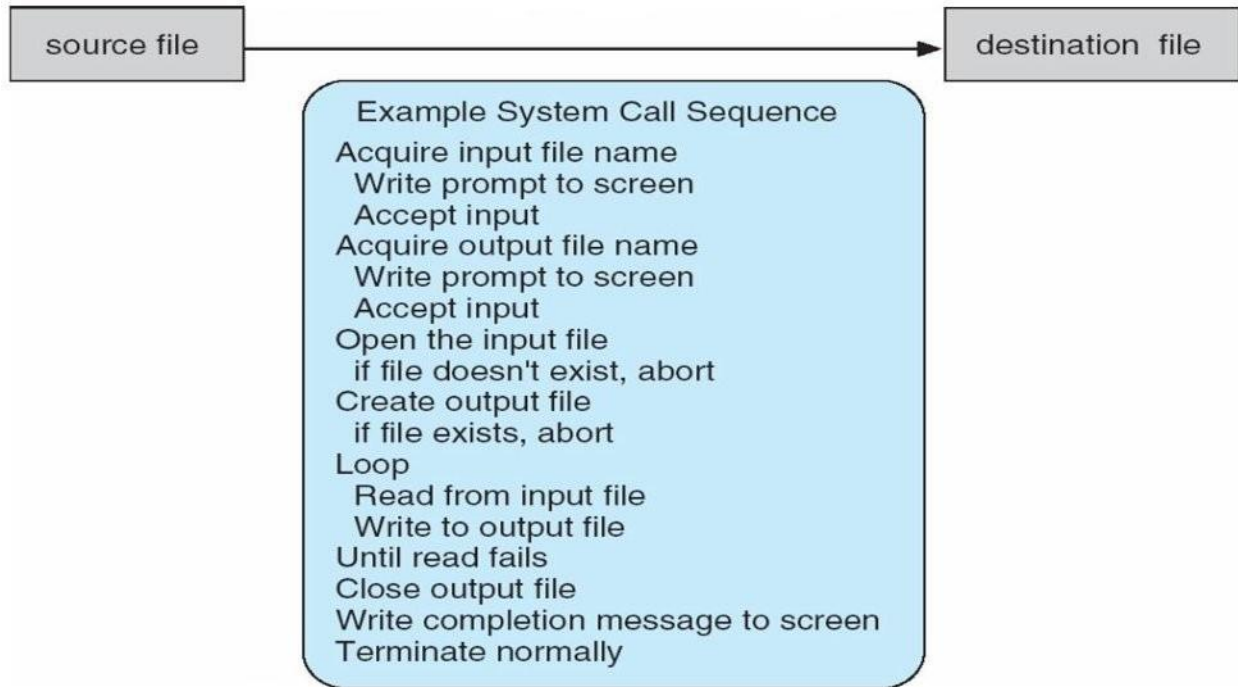 source file
destination file
Example System Call Sequence
Acquire input file name
Write prompt to screen
Accept input
Acquire output file name
Write prompt to screen
Accept input
Open the input file
if file doesn't exist, abort
Create output file
if file exists, abort
Loop
Read from input file
Write to output file
Until read fails
Close output file
Write completion message to screen
Terminate normally